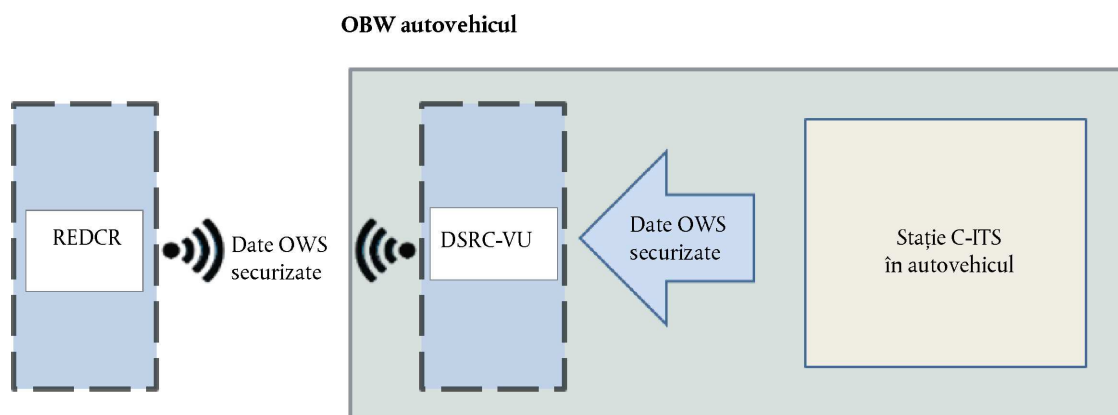 OBW autovehicul
REDCR
Date OWS
securizate
DSRC-VU
Date OWS
securizate
Stație C-ITS
în autovehicul